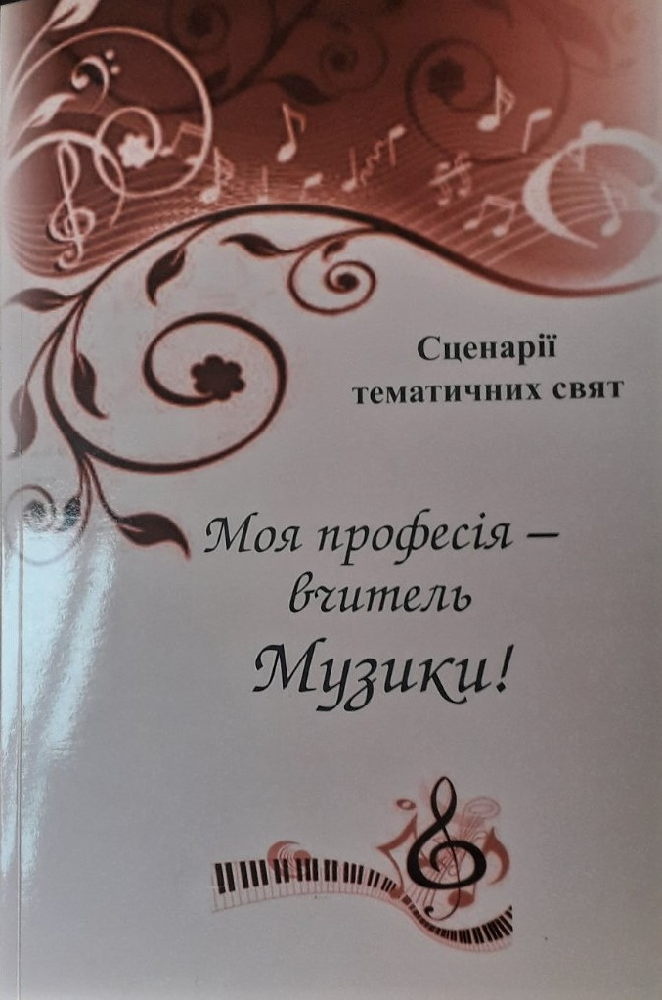 Сценарії
тематичних свят
Моя професія –
вчитель
Музики!